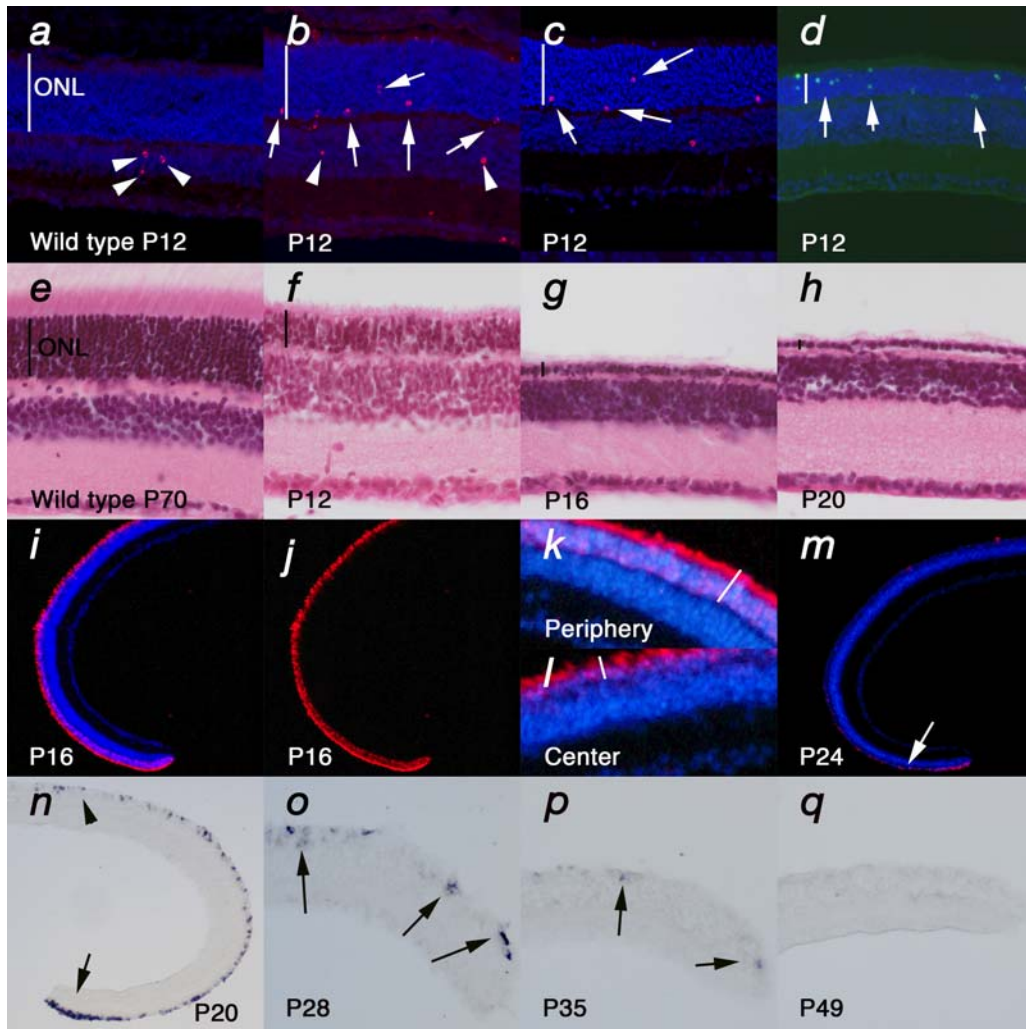 a
ONL
Wild type P12
b
P12
c
P12
d
P12
e
ONL
Wild type P70
f
P12
g
P16
h
P20
i
P16
j
P16
k
Periphery
l
Center
m
P24
n
P20
o
P28
p
P35
q
P49